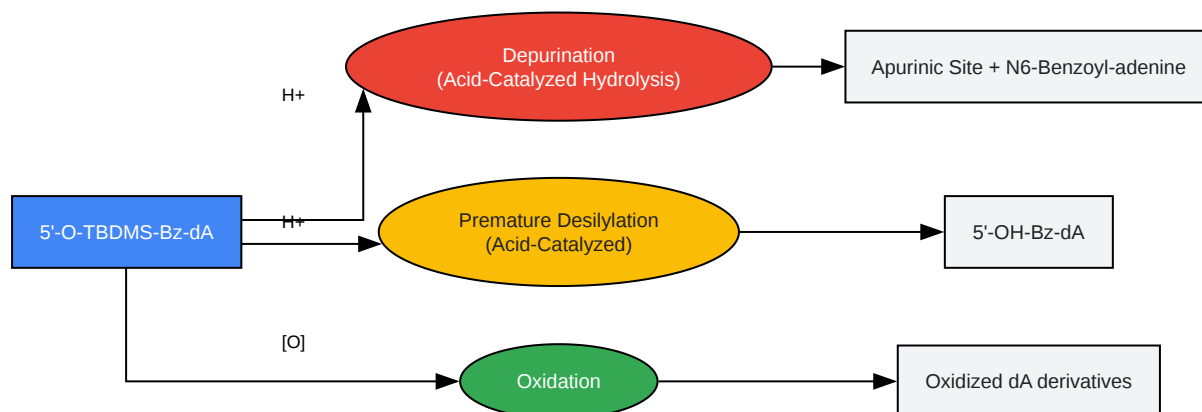 Depurination
(Acid-Catalyzed Hydrolysis)
Apurinic Site + N6-Benzoyl-adenine
H+
5'-O-TBDMS-Bz-dA
H+
Premature Desilylation
(Acid-Catalyzed)
5'-OH-Bz-dA
[O]
Oxidation
Oxidized dA derivatives